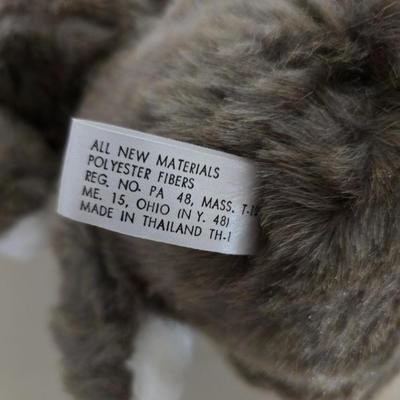 ALL NEW MATERIALS
POLYESTER FIBERS
REG. NO. PA 48, MASS.
ME. 15, OHIO (N Y. 48)
MADE IN THAILAND TH-1